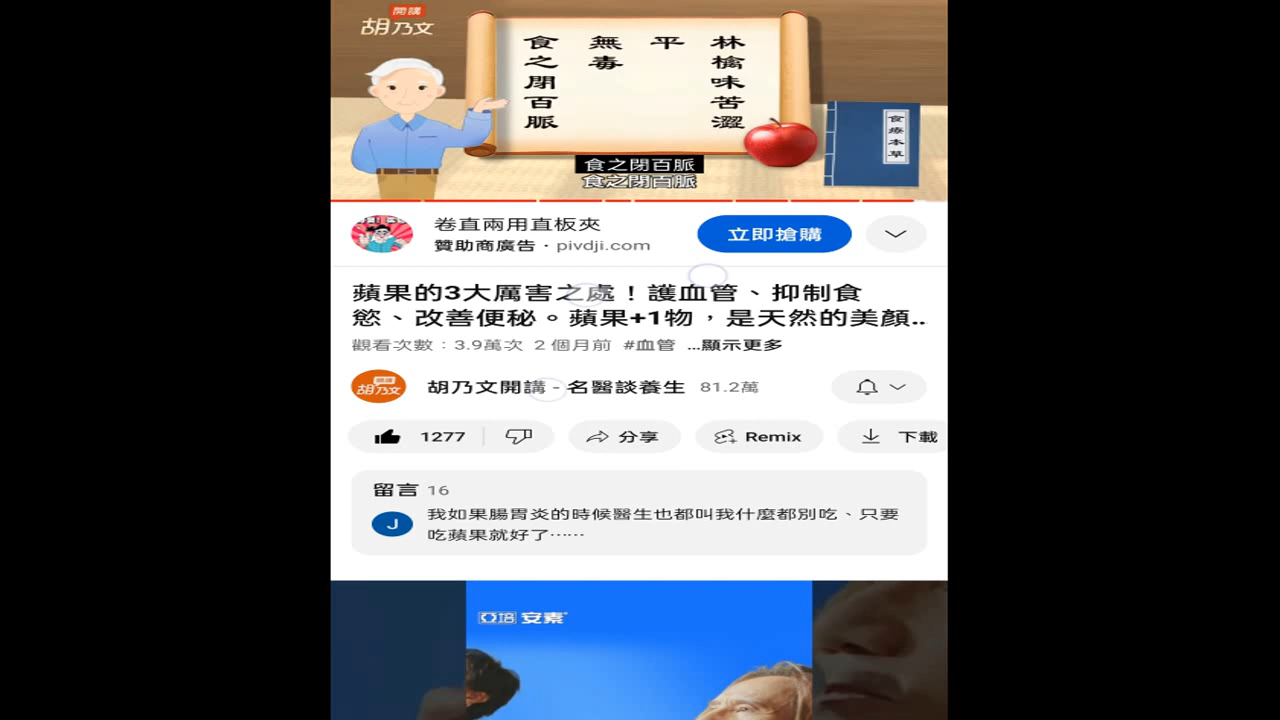 開講
胡乃文
林檎味苦澀
平
無毒
食之閉百脈
食療本草
食之閉百脈
食之閉百脈
卷直兩用直板夾
贊助商廣告・pivdji.com
立即搶購
蘋果的3大厲害之處！護血管、抑制食
慾、改善便秘。蘋果+1物，是天然的美顏..
觀看次數：3.9萬次 2 個月前 #血管 ...顯示更多
開講
胡乃文
胡乃文開講 - 名醫談養生 81.2萬
1277
分享
Remix
下載
留言 16
J
我如果腸胃炎的時候醫生也都叫我什麼都別吃、只要
吃蘋果就好了⋯⋯
亞培 安素